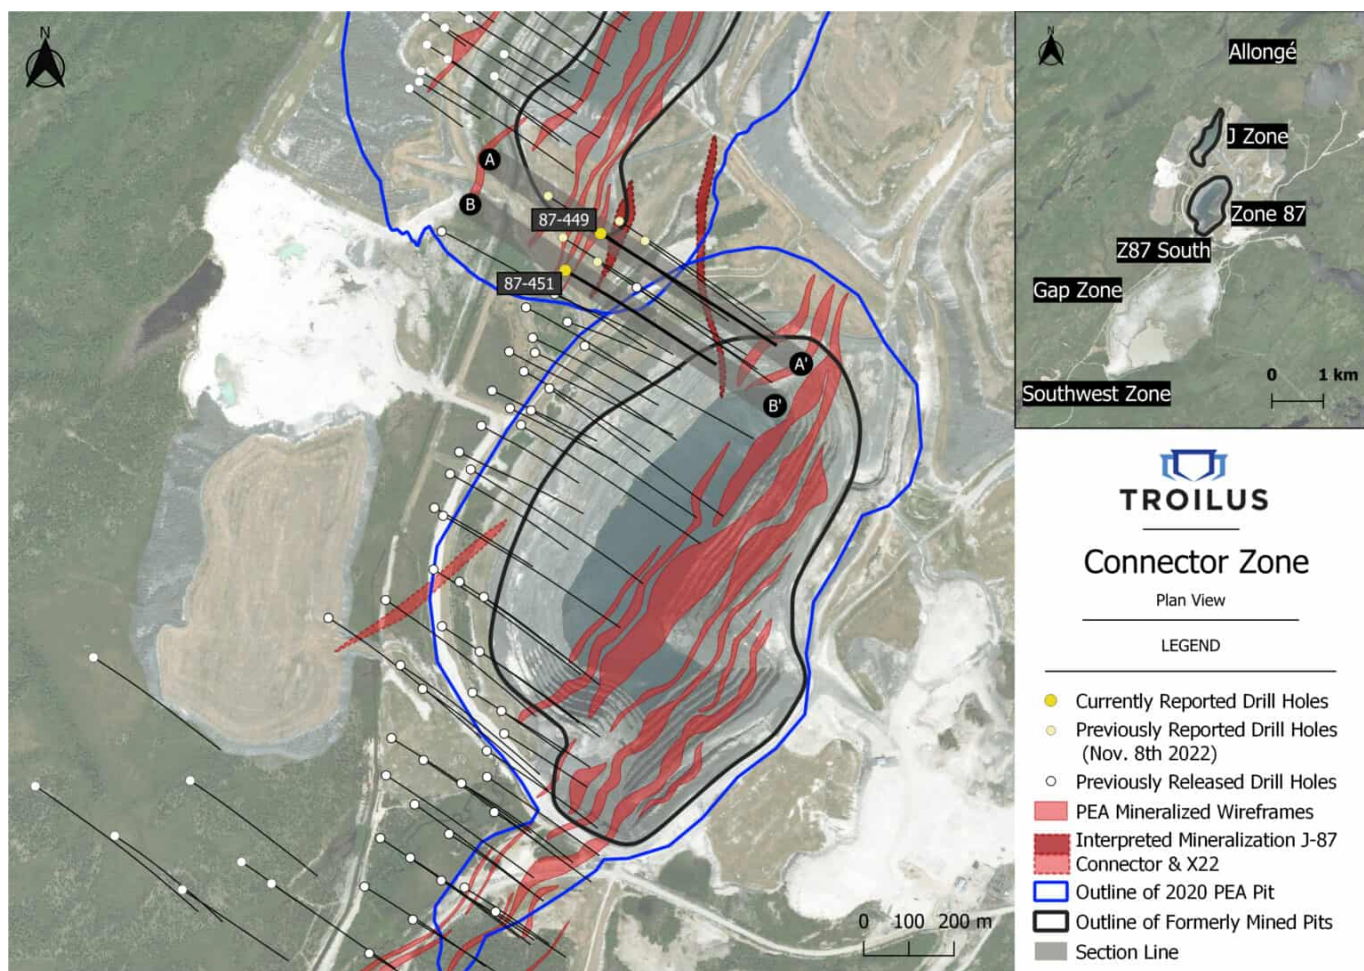 N
A
B
87-449
87-451
A'
B'
0 100 200 m
N
Allongé
J Zone
Zone 87
Z87 South
Gap Zone
Southwest Zone
0 1 km
TROILUS
Connector Zone
Plan View
LEGEND
Currently Reported Drill Holes
Previously Reported Drill Holes
(Nov. 8th 2022)
Previously Released Drill Holes
PEA Mineralized Wireframes
Interpreted Mineralization J-87
Connector & X22
Outline of 2020 PEA Pit
Outline of Formerly Mined Pits
Section Line